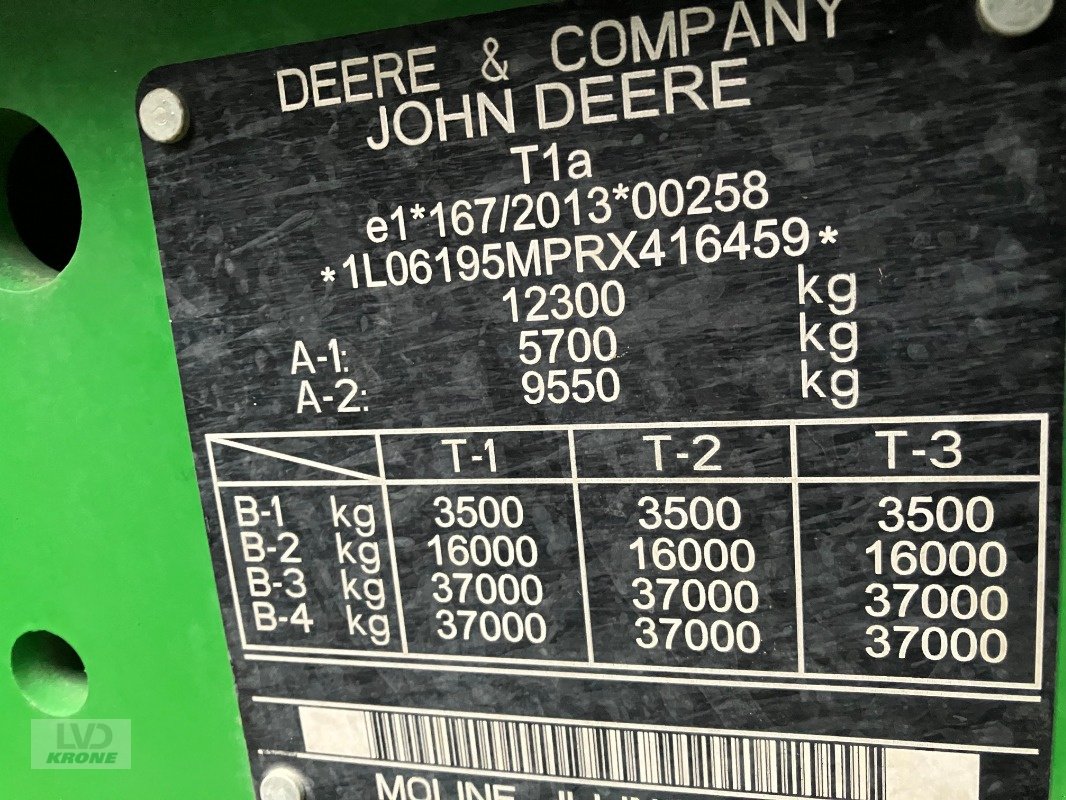 DEERE & COMPANY
JOHN DEERE
T1a
e1*167/2013*00258
*1L06195MPRX416459*
12300 kg
A-1: 5700 kg
A-2: 9550 kg
T-1 T-2 T-3
B-1 kg 3500 3500 3500
B-2 kg 16000 16000 16000
B-3 kg 37000 37000 37000
B-4 kg 37000 37000 37000
MOLINE
LVD
KRONE